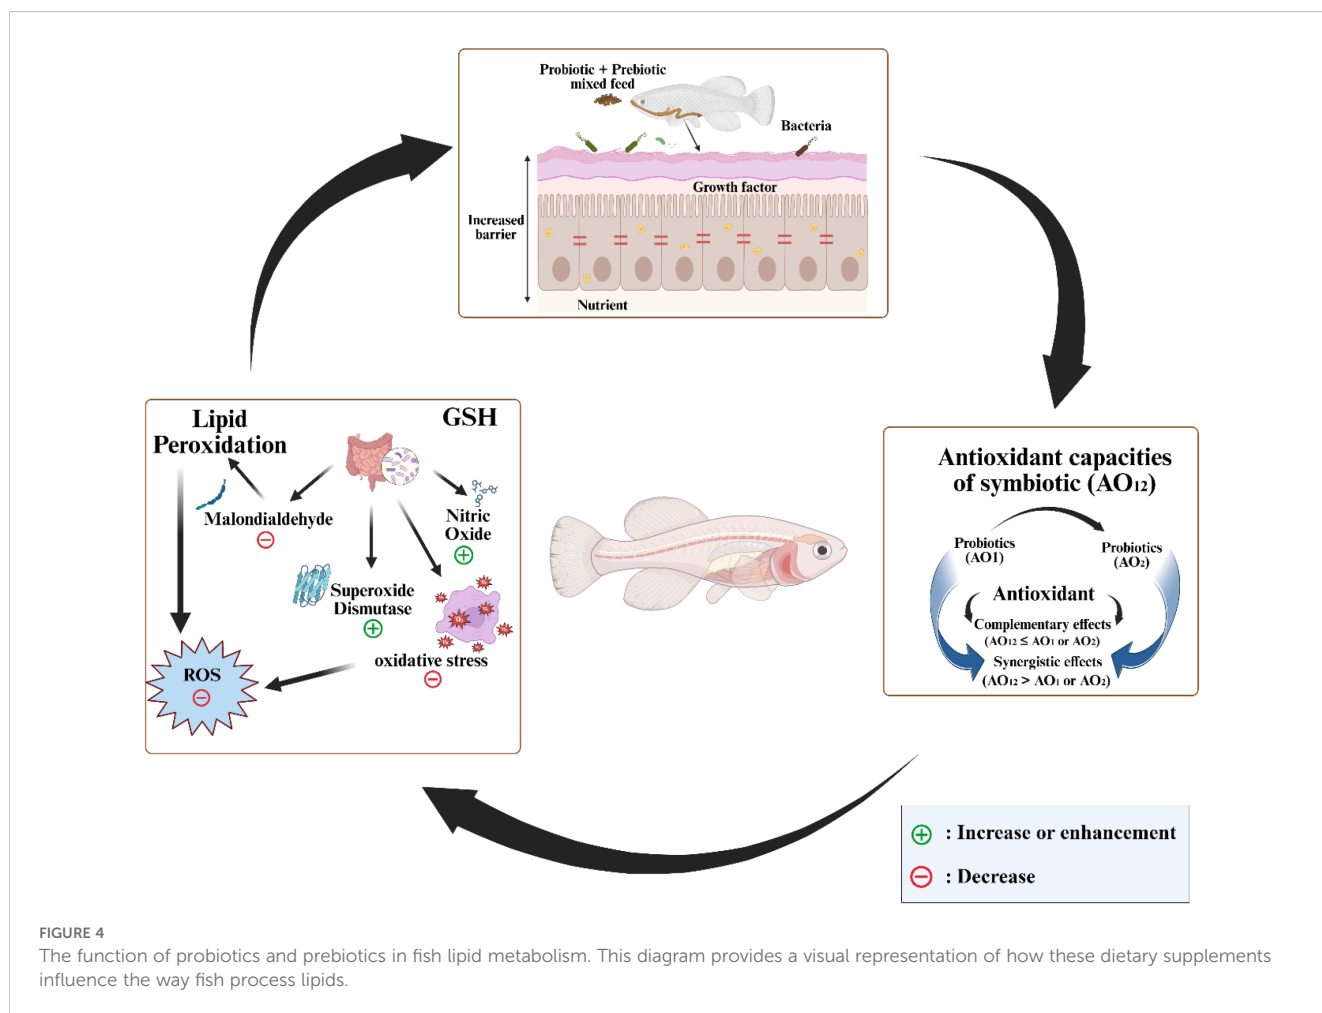 Probiotic + Prebiotic
mixed feed
Bacteria
Growth factor
Increased
barrier
Nutrient
Lipid
Peroxidation
GSH
Malondialdehyde
Nitric
Oxide
Superoxide
Dismutase
oxidative stress
ROS
Antioxidant capacities
of symbiotic (AO12)
Probiotics
(AO1)
Probiotics
(AO2)
Antioxidant
Complementary effects
(AO12 ≤ AO1 or AO2)
Synergistic effects
(AO12 > AO1 or AO2)
: Increase or enhancement
: Decrease
FIGURE 4
The function of probiotics and prebiotics in fish lipid metabolism. This diagram provides a visual representation of how these dietary supplements
influence the way fish process lipids.